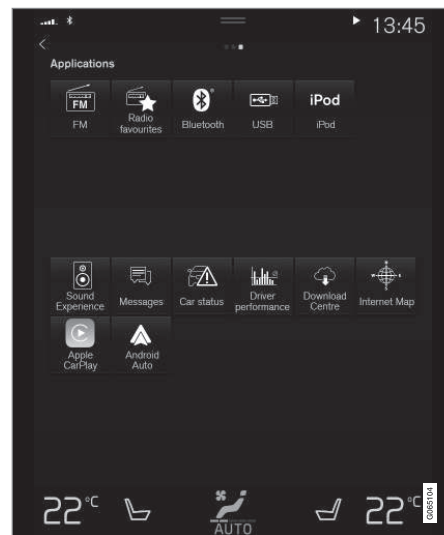 13:45
Applications
FM
FM
Radio
favourites
Bluetooth
USB
iPod
iPod
Sound
Experience
Messages
Car status
Driver
performance
Download
Centre
Internet Map
Apple
CarPlay
Android
Auto
22°C
AUTO
22°C
G065104